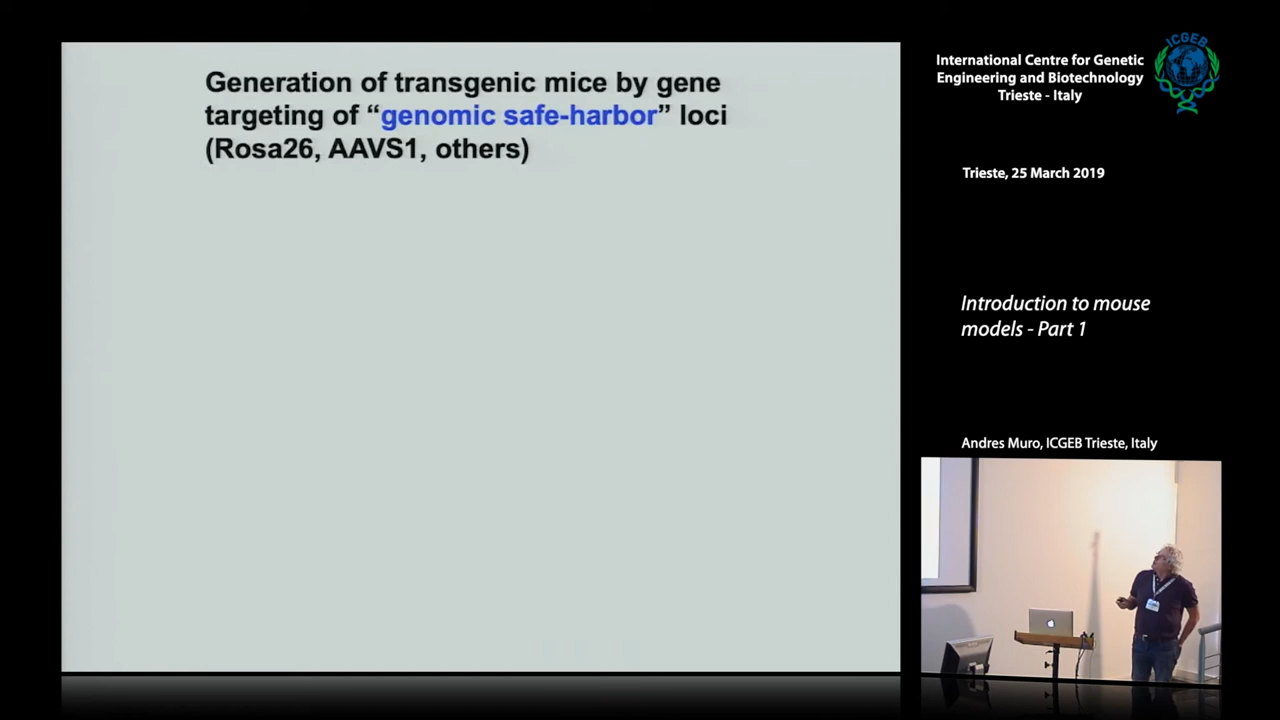 Generation of transgenic mice by gene
targeting of “genomic safe-harbor” loci
(Rosa26, AAVS1, others)
International Centre for Genetic
Engineering and Biotechnology
Trieste - Italy
ICGEB
Trieste, 25 March 2019
Introduction to mouse
models - Part 1
Andres Muro, ICGEB Trieste, Italy